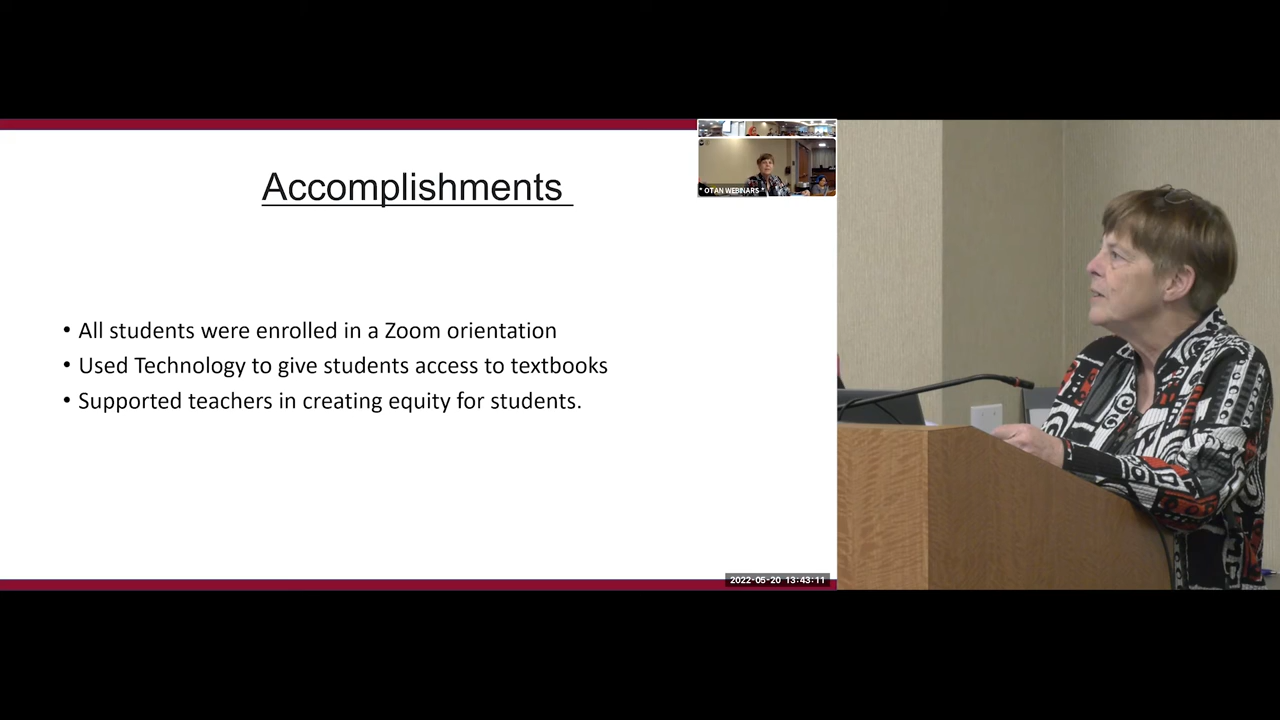 Accomplishments
* OTAN WEBINARS *
• All students were enrolled in a Zoom orientation
• Used Technology to give students access to textbooks
• Supported teachers in creating equity for students.
2022-05-20 13:43:11